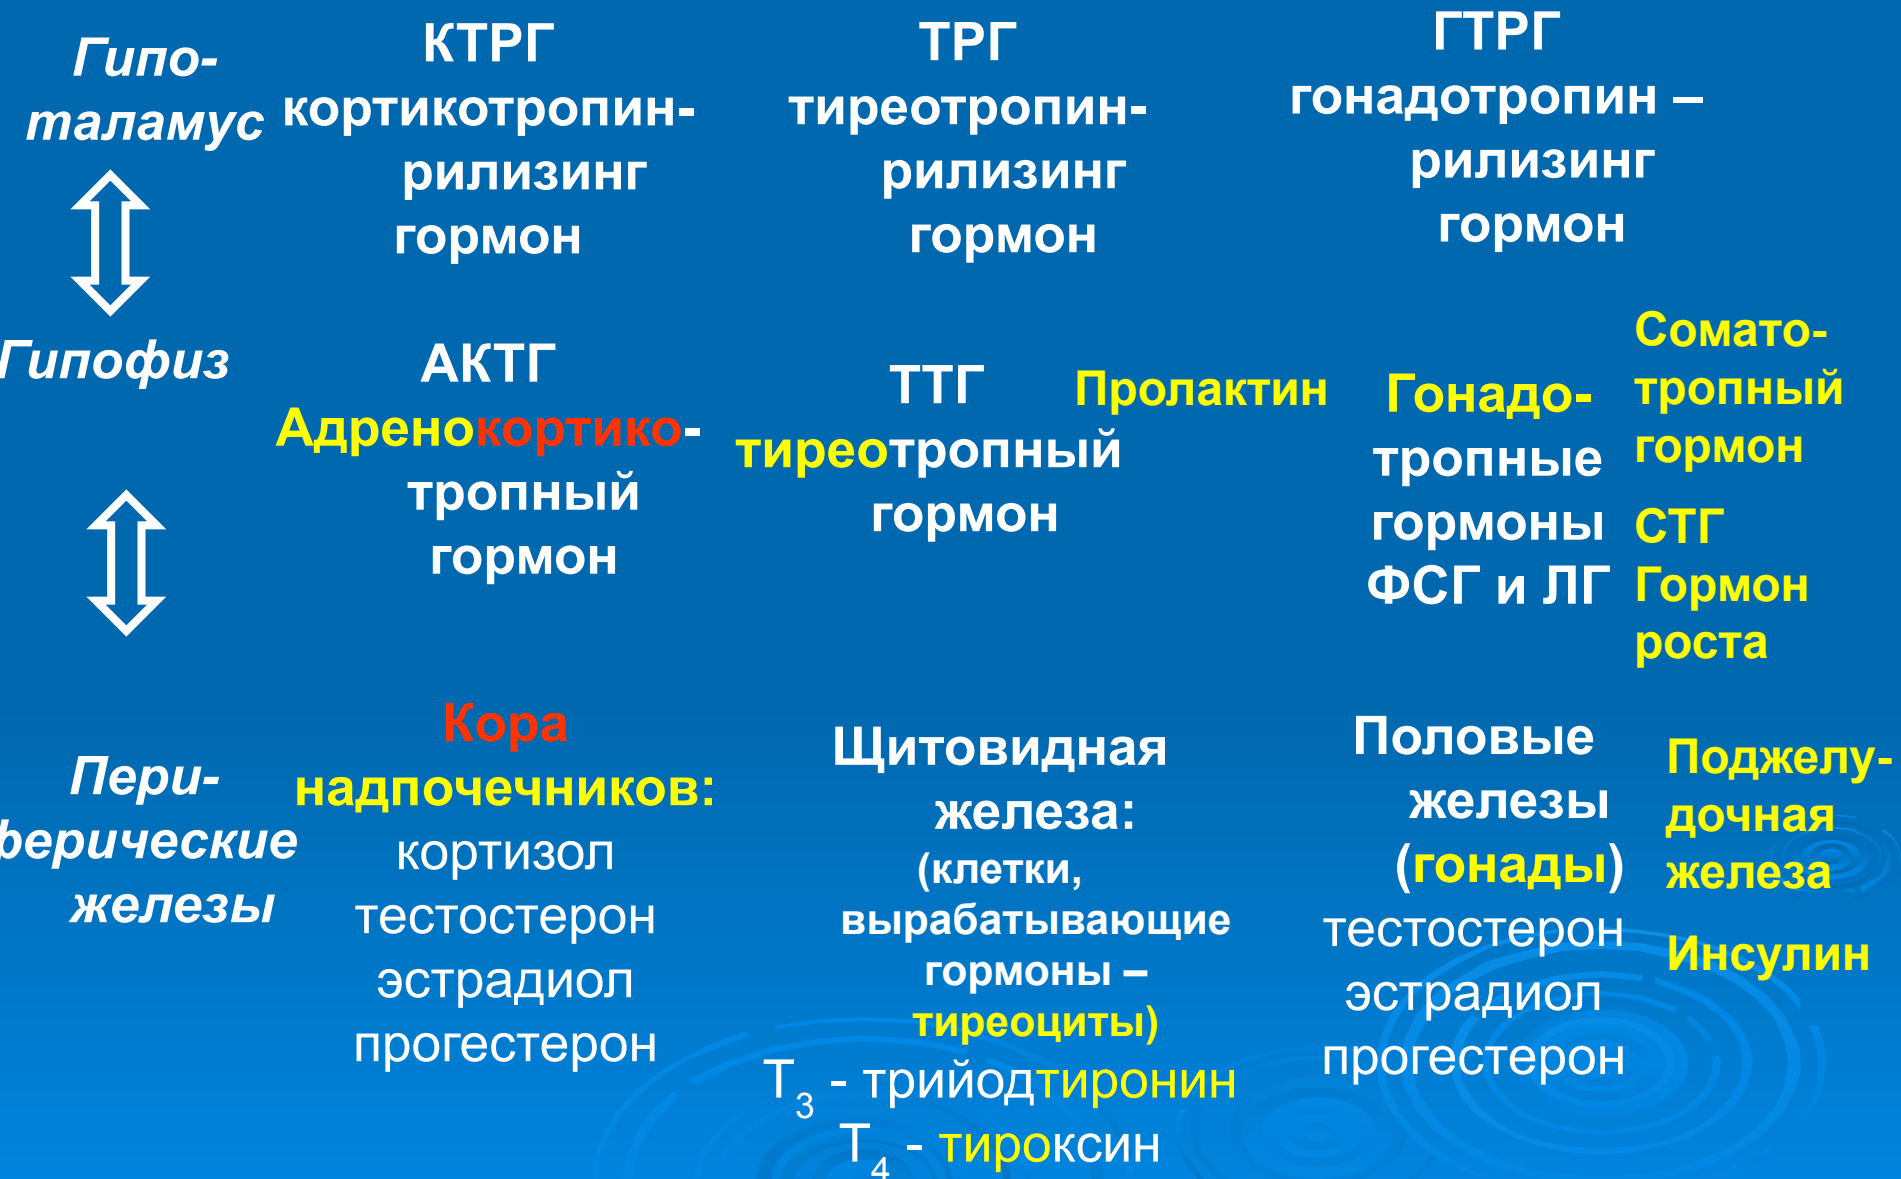 Гипо-
таламус
КТРГ
кортикотропин-
рилизинг
гормон
ТРГ
тиреотропин-
рилизинг
гормон
ГТРГ
гонадотропин –
рилизинг
гормон
Гипофиз
АКТГ
Адренокортико-
тропный
гормон
ТТГ
тиреотропный
гормон
Пролактин
Гонадо-
тропные
гормоны
ФСГ и ЛГ
Сомато-
тропный
гормон
СТГ
Гормон
роста
Пери-
ферические
железы
Кора
надпочечников:
кортизол
тестостерон
эстрадиол
прогестерон
Щитовидная
железа:
(клетки,
вырабатывающие
гормоны –
тиреоциты)
Т3 - трийодтиронин
Т4 - тироксин
Половые
железы
(гонады)
тестостерон
эстрадиол
прогестерон
Поджелу-
дочная
железа
Инсулин